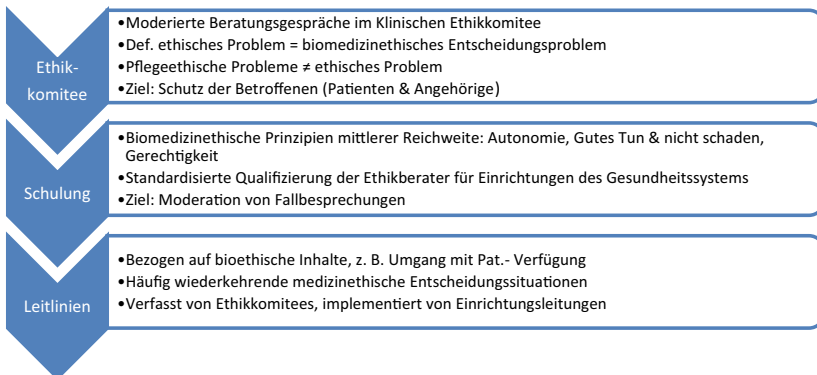 Ethik-
komitee
•Moderierte Beratungsgespräche im Klinischen Ethikkomitee
•Def. ethisches Problem = biomedizinethisches Entscheidungsproblem
•Pflegeethische Probleme ≠ ethisches Problem
•Ziel: Schutz der Betroffenen (Patienten & Angehörige)
Schulung
•Biomedizinethische Prinzipien mittlerer Reichweite: Autonomie, Gutes Tun & nicht schaden,
Gerechtigkeit
•Standardisierte Qualifizierung der Ethikberater für Einrichtungen des Gesundheitssystems
•Ziel: Moderation von Fallbesprechungen
Leitlinien
•Bezogen auf bioethische Inhalte, z. B. Umgang mit Pat.- Verfügung
•Häufig wiederkehrende medizinethische Entscheidungssituationen
•Verfasst von Ethikkomitees, implementiert von Einrichtungsleitungen